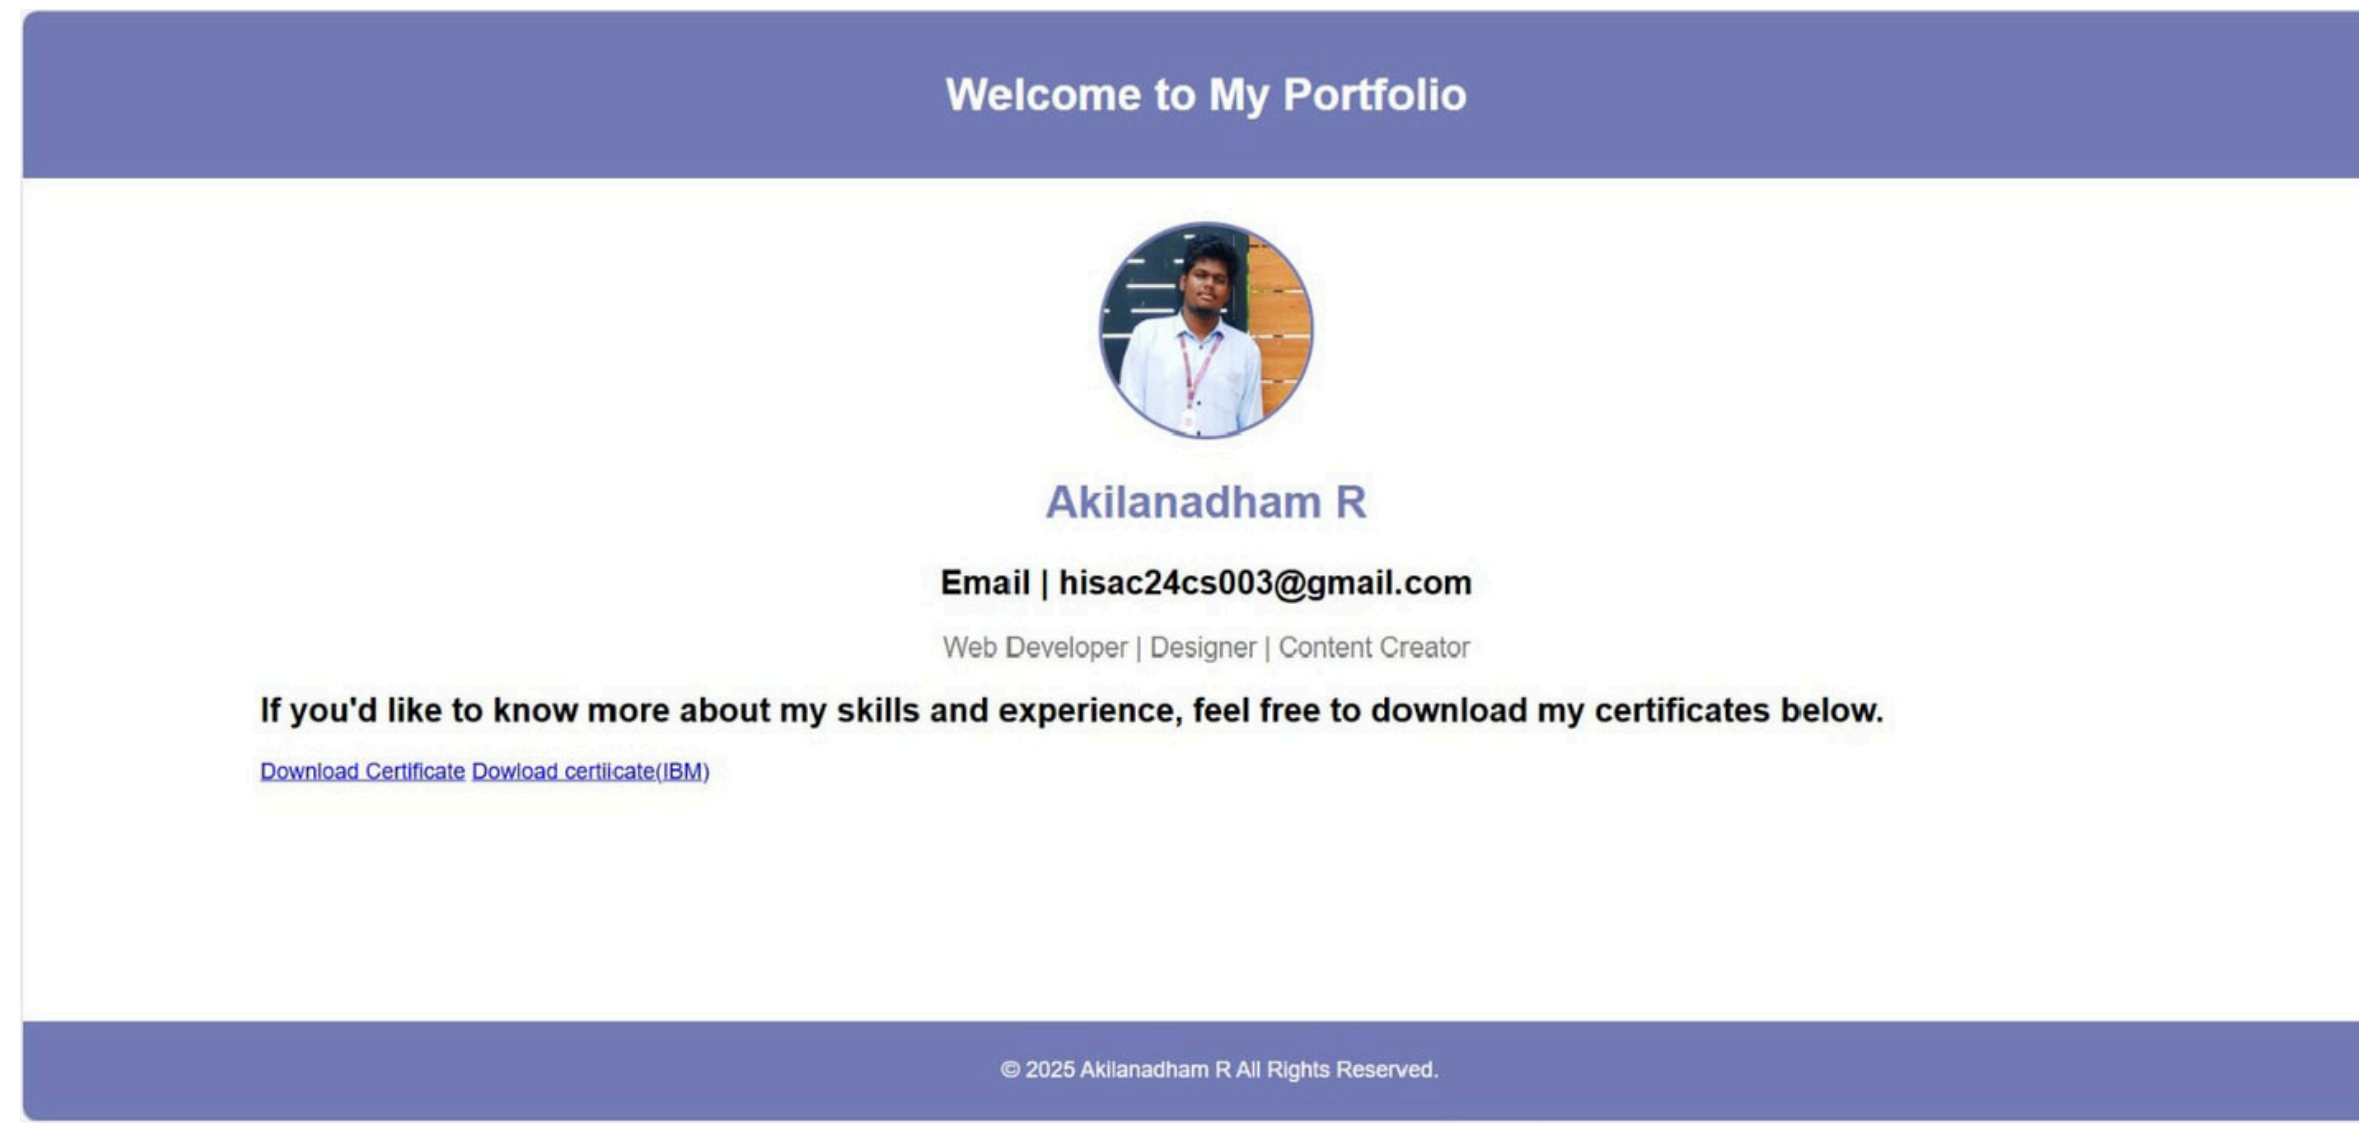 Welcome to My Portfolio
Akilanadham R
Email | hisac24cs003@gmail.com
Web Developer | Designer | Content Creator
If you'd like to know more about my skills and experience, feel free to download my certificates below.
Download Certificate Dowload certiicate(IBM)
© 2025 Akilanadham R All Rights Reserved.